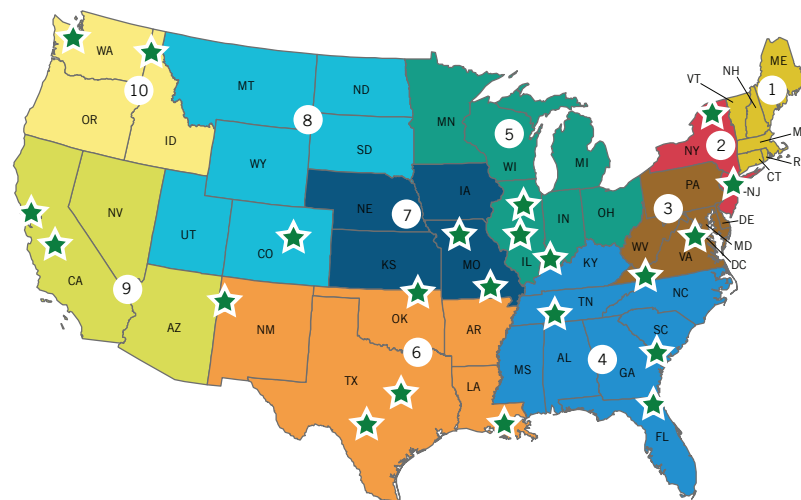 WA
ME
NH
VT
1
MT
ND
10
OR
8
MN
5
M
2
NY
R
ID
SD
WI
MI
CT
WY
IA
PA
NJ
NE
7
3
NV
IN
OH
DE
UT
CO
WV
MD
KS
MO
IL
KY
VA
DC
CA
9
NC
TN
AZ
NM
OK
AR
SC
6
4
TX
MS
AL
GA
LA
FL